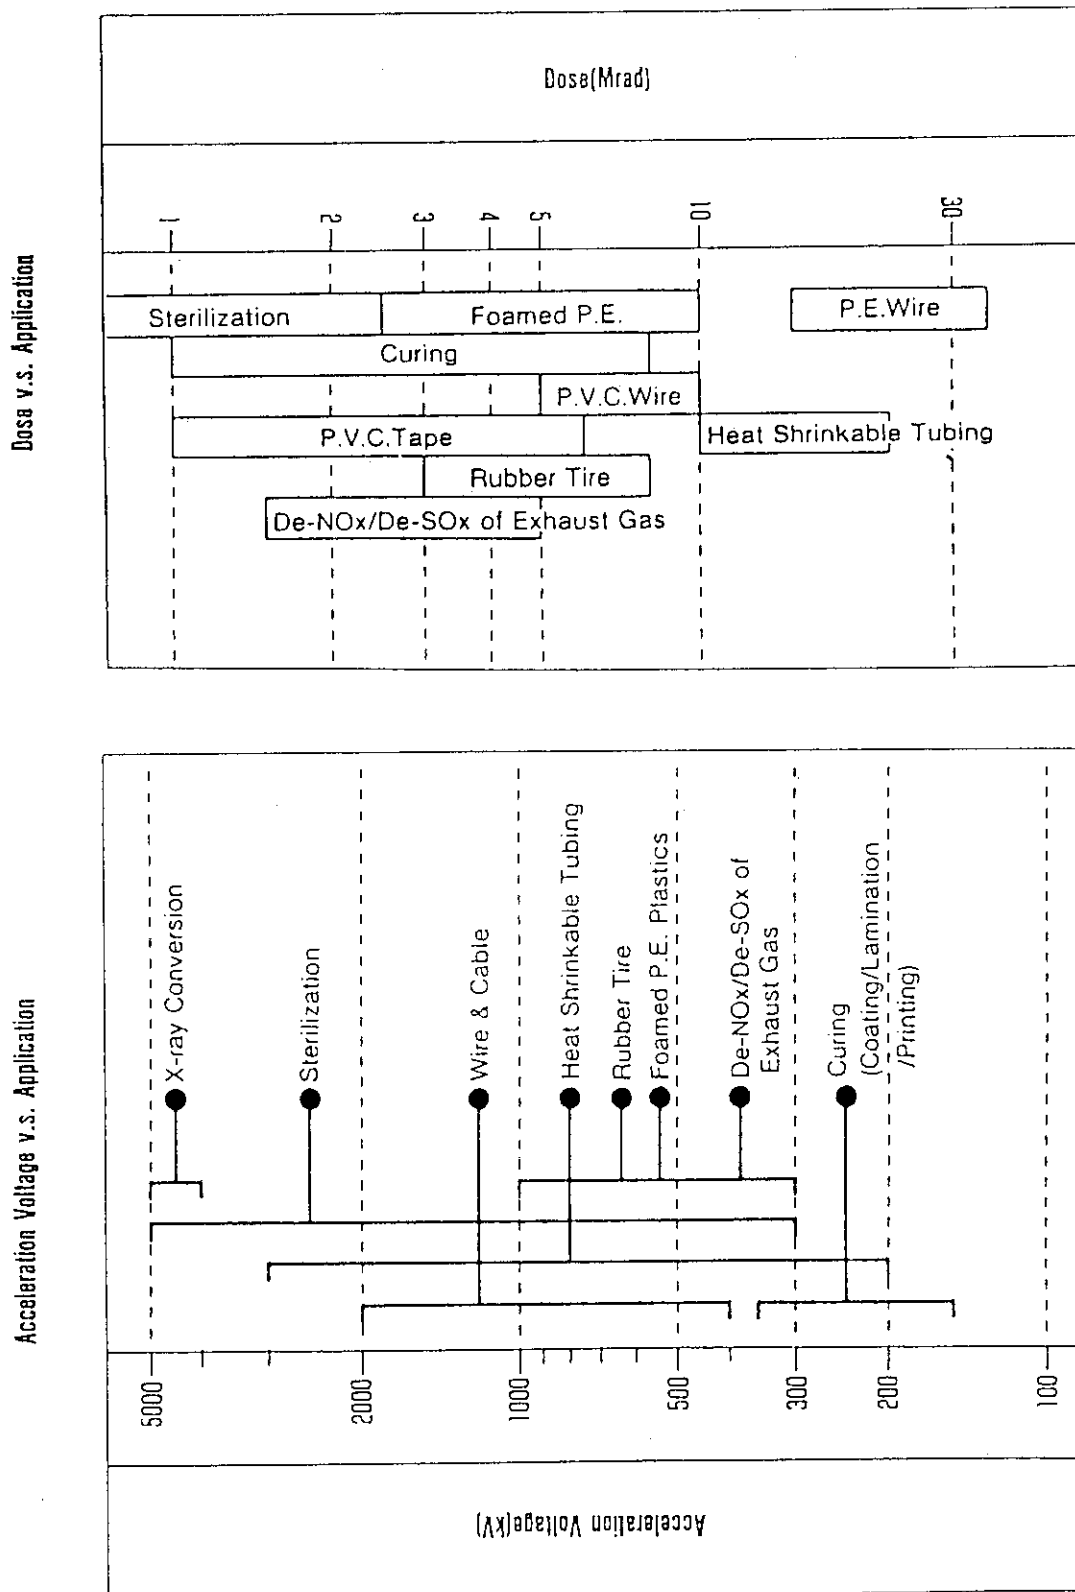 Dose v.s. Application
Dose(Mrad)
1
2
3
4
5
10
30
Sterilization
Foamed P.E.
P.E.Wire
Curing
P.V.C.Wire
P.V.C.Tape
Heat Shrinkable Tubing
Rubber Tire
De-NOx/De-SOx of Exhaust Gas
Acceleration Voltage v.s. Application
X-ray Conversion
Sterilization
Wire & Cable
Heat Shrinkable Tubing
Rubber Tire
Foamed P.E. Plastics
De-NOx/De-SOx of
Exhaust Gas
Curing
(Coating/Lamination
/Printing)
5000
2000
1000
500
300
200
100
Acceleration Voltage(kV)